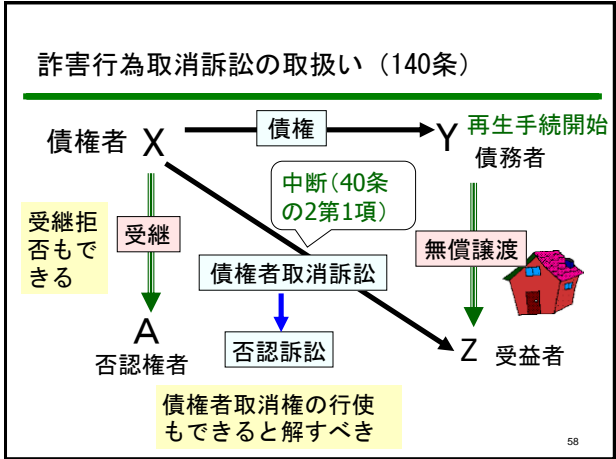 詐害行為取消訴訟の取扱い（140条）
債権者 X
債権
Y
再生手続開始
債務者
中断（40条
の2第1項）
受継拒
否もで
きる
受継
無償譲渡
債権者取消訴訟
A
否認権者
否認訴訟
Z 受益者
債権者取消権の行使
もできると解すべき
58